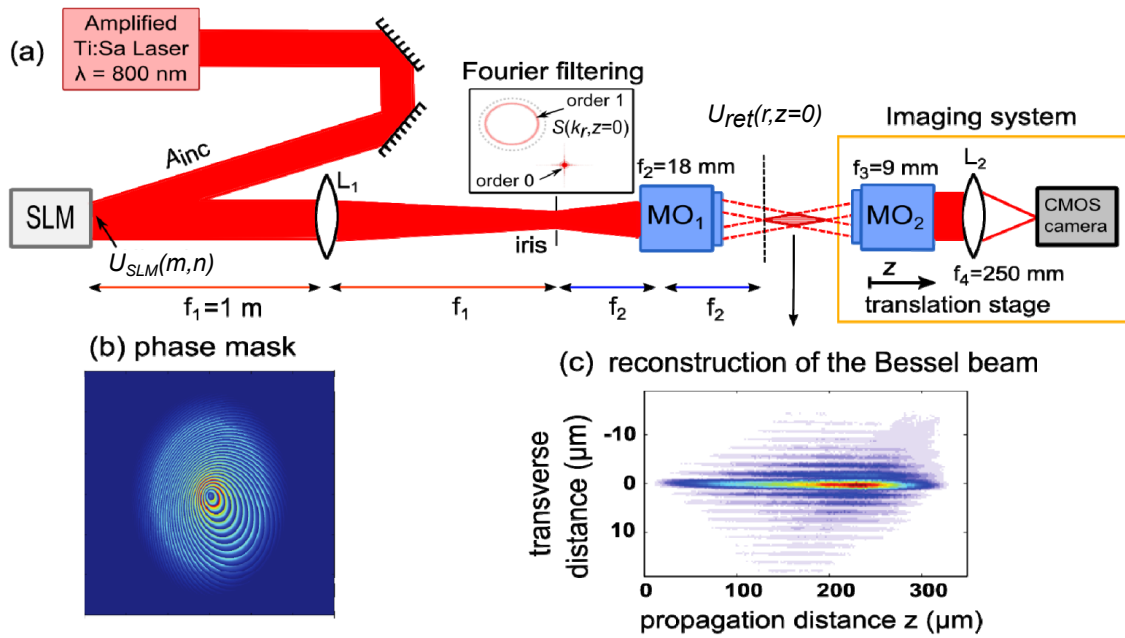 (a)
Amplified
Ti:Sa Laser
λ = 800 nm
Fourier filtering
order 1
S(kr,z=0)
order 0
Uret(r,z=0)
Imaging system
Ainc
L1
f2=18 mm
f3=9 mm
L2
SLM
MO1
MO2
CMOS
camera
iris
USLM(m,n)
z
f4=250 mm
translation stage
f1=1 m
f1
f2
f2
(b) phase mask
(c) reconstruction of the Bessel beam
transverse
distance (µm)
-10
0
10
0
100
200
300
propagation distance z (µm)